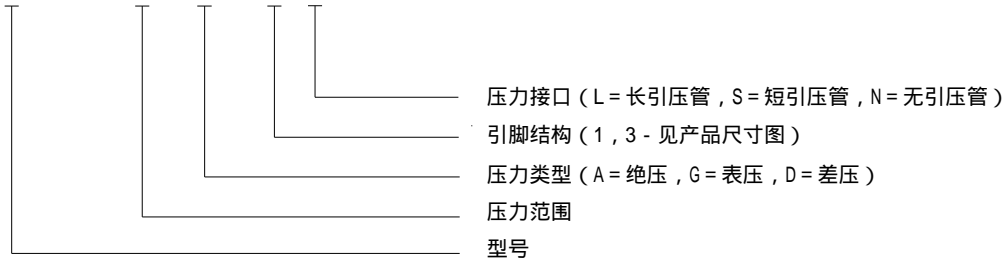 压力接口（L=长引压管，S=短引压管，N=无引压管）
引脚结构（1，3-见产品尺寸图）
压力类型（A=绝压，G=表压，D=差压）
压力范围
型号